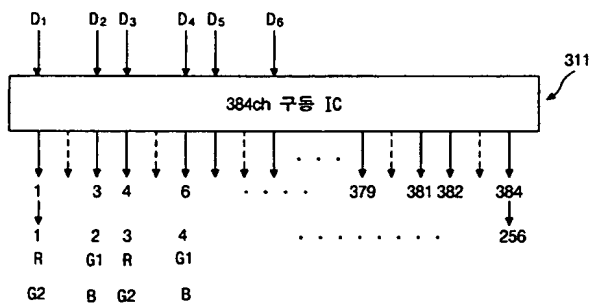 D1 D2 D3 D4 D5 D6
384ch 구동 IC
311
1 3 4 6 379 381 382 384
1 2 3 4 256
R G1 R G1
G2 B G2 B